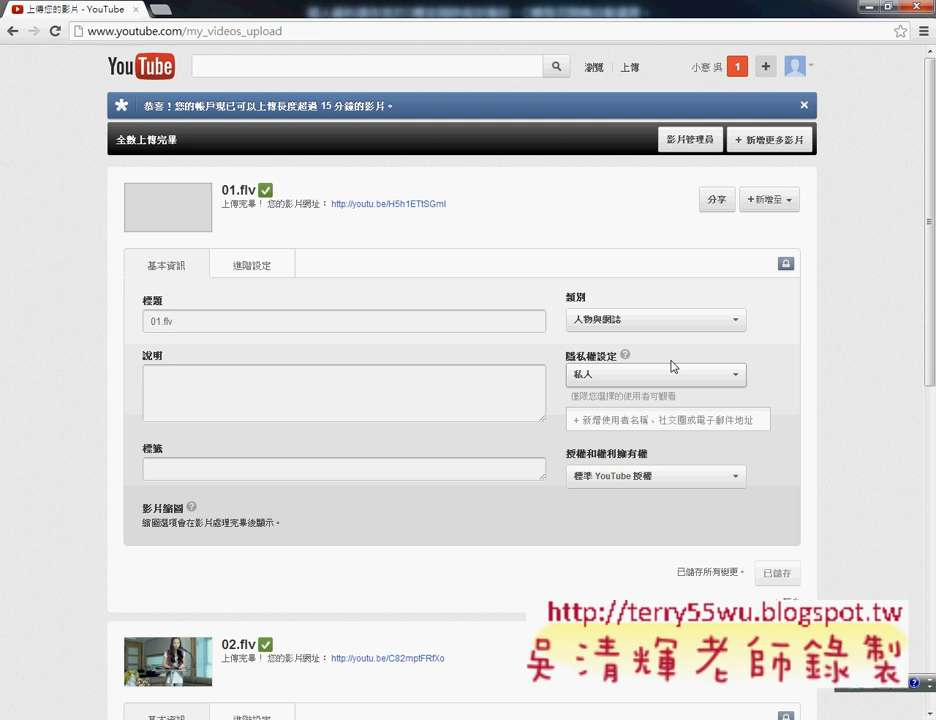 上傳您的影片 - YouTube
www.youtube.com/my_videos_upload
YouTube
瀏覽 | 上傳
小憲 吳 1 +
恭喜！您的帳戶現已可以上傳長度超過 15 分鐘的影片。
全數上傳完畢
影片管理員
+ 新增更多影片
01.flv
上傳完畢！ 您的影片網址： http://youtu.be/H5h1ETtSGmI
分享
+新增至
基本資訊
進階設定
標題
01.flv
類別
人物與網誌
說明
隱私權設定 ?
私人
僅限您選擇的使用者可觀看
+ 新增使用者名稱、社交圈或電子郵件地址
標籤
授權和權利擁有權
標準 YouTube 授權
影片縮圖 ?
縮圖選項會在影片處理完畢後顯示。
已儲存所有變更。
已儲存
http://terry55wu.blogspot.tw
吳清輝老師錄製
02.flv
上傳完畢！ 您的影片網址： http://youtu.be/C82mptFRfXo
基本資訊
進階設定